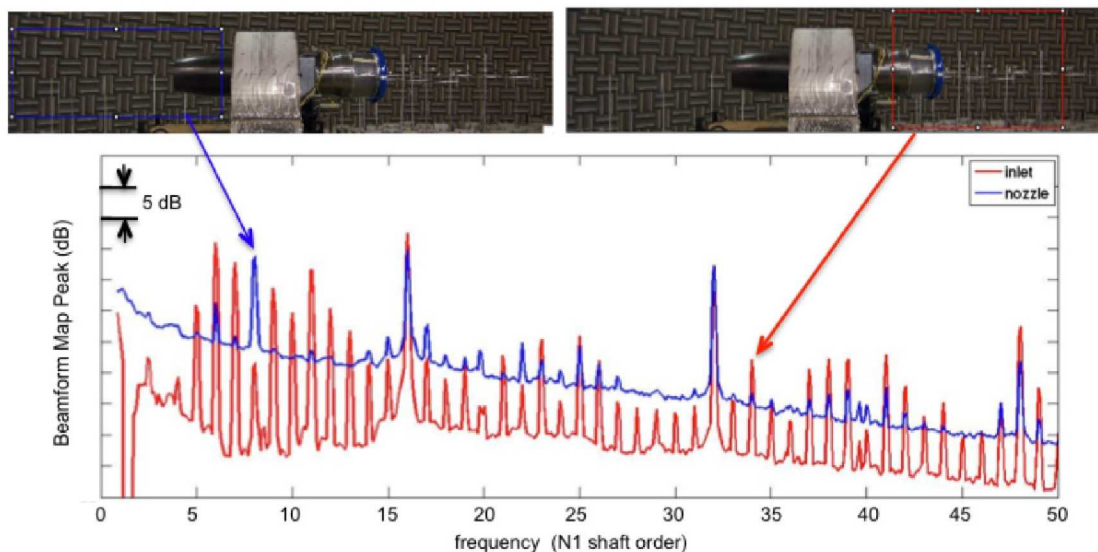 inlet
nozzle
5 dB
Beamform Map Peak (dB)
0 5 10 15 20 25 30 35 40 45 50
frequency (N1 shaft order)